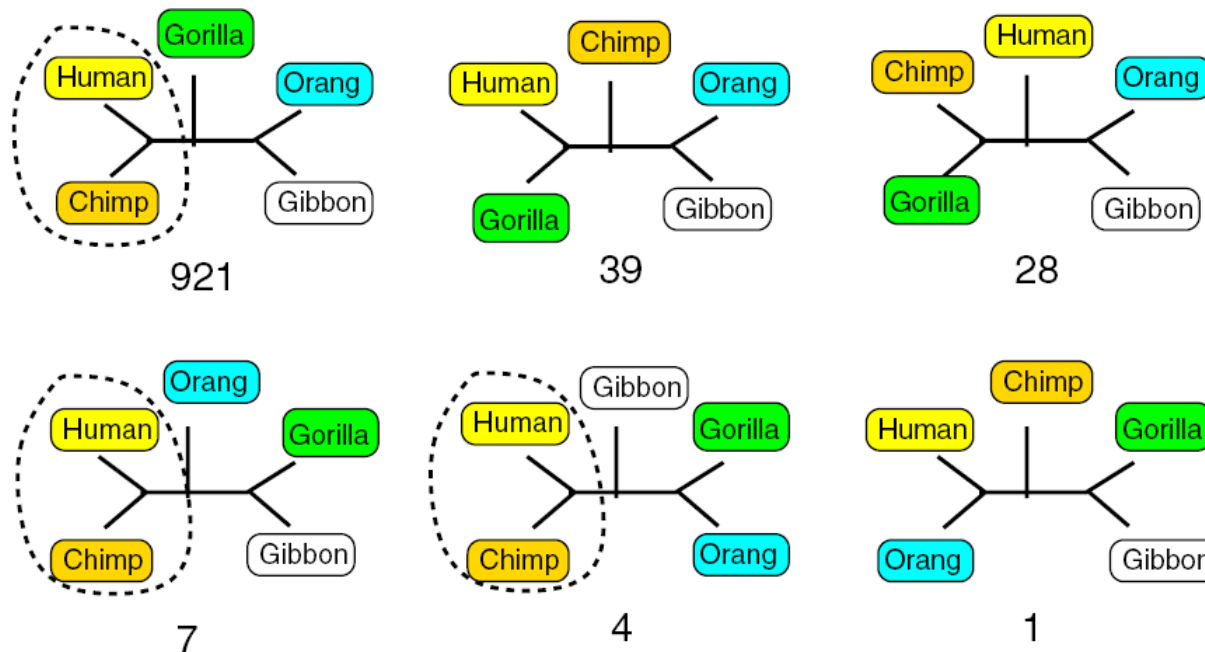 Gorilla
Human
Orang
Chimp
Gibbon
921
Chimp
Human
Orang
Gorilla
Gibbon
39
Human
Chimp
Orang
Gorilla
Gibbon
28
Orang
Human
Gorilla
Chimp
Gibbon
7
Gibbon
Human
Gorilla
Chimp
Orang
4
Chimp
Human
Gorilla
Orang
Gibbon
1